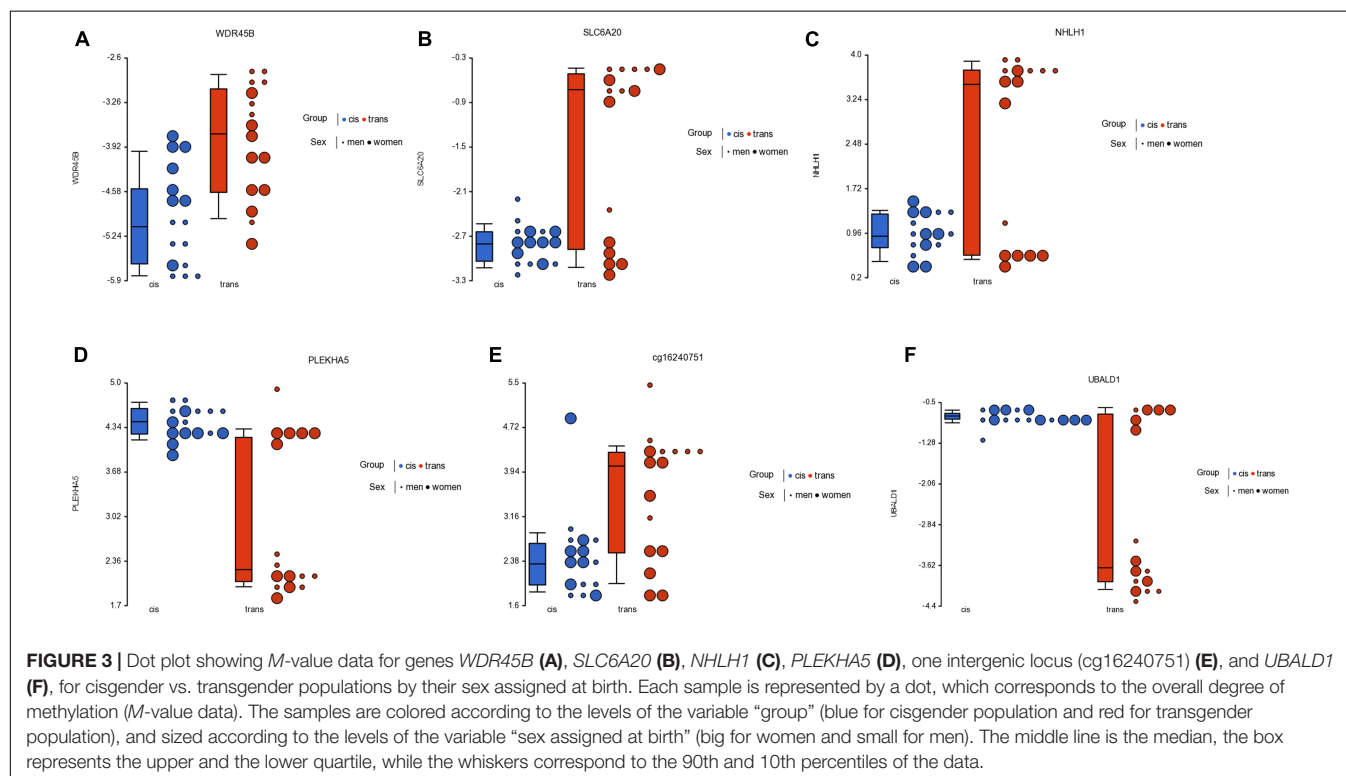 A
WDR45B
-2.6
-3.26
-3.92
-4.58
-5.24
-5.9
WDR45B
cis
trans
Group | • cis • trans
Sex | • men • women
B
SLC6A20
-0.3
-0.9
-1.5
-2.1
-2.7
-3.3
SLC6A20
cis
trans
Group | • cis • trans
Sex | • men • women
C
NHLH1
4.0
3.24
2.48
1.72
0.96
0.2
NHLH1
cis
trans
Group | • cis • trans
Sex | • men • women
D
PLEKHA5
5.0
4.34
3.68
3.02
2.36
1.7
PLEKHA5
cis
trans
Group | • cis • trans
Sex | • men • women
E
cg16240751
5.5
4.72
3.94
3.16
2.38
1.6
cg16240751
cis
trans
Group | • cis • trans
Sex | • men • women
F
UBALD1
-0.5
-1.28
-2.06
-2.84
-3.62
-4.4
UBALD1
cis
trans
Group | • cis • trans
Sex | • men • women
FIGURE 3 | Dot plot showing M-value data for genes WDR45B (A), SLC6A20 (B), NHLH1 (C), PLEKHA5 (D), one intergenic locus (cg16240751) (E), and UBALD1
(F), for cisgender vs. transgender populations by their sex assigned at birth. Each sample is represented by a dot, which corresponds to the overall degree of
methylation (M-value data). The samples are colored according to the levels of the variable “group” (blue for cisgender population and red for transgender
population), and sized according to the levels of the variable “sex assigned at birth” (big for women and small for men). The middle line is the median, the box
represents the upper and the lower quartile, while the whiskers correspond to the 90th and 10th percentiles of the data.